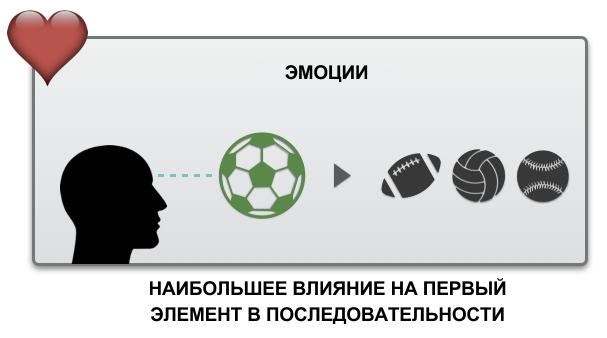 ЭМОЦИИ
НАИБОЛЬШЕЕ ВЛИЯНИЕ НА ПЕРВЫЙ
ЭЛЕМЕНТ В ПОСЛЕДОВАТЕЛЬНОСТИ